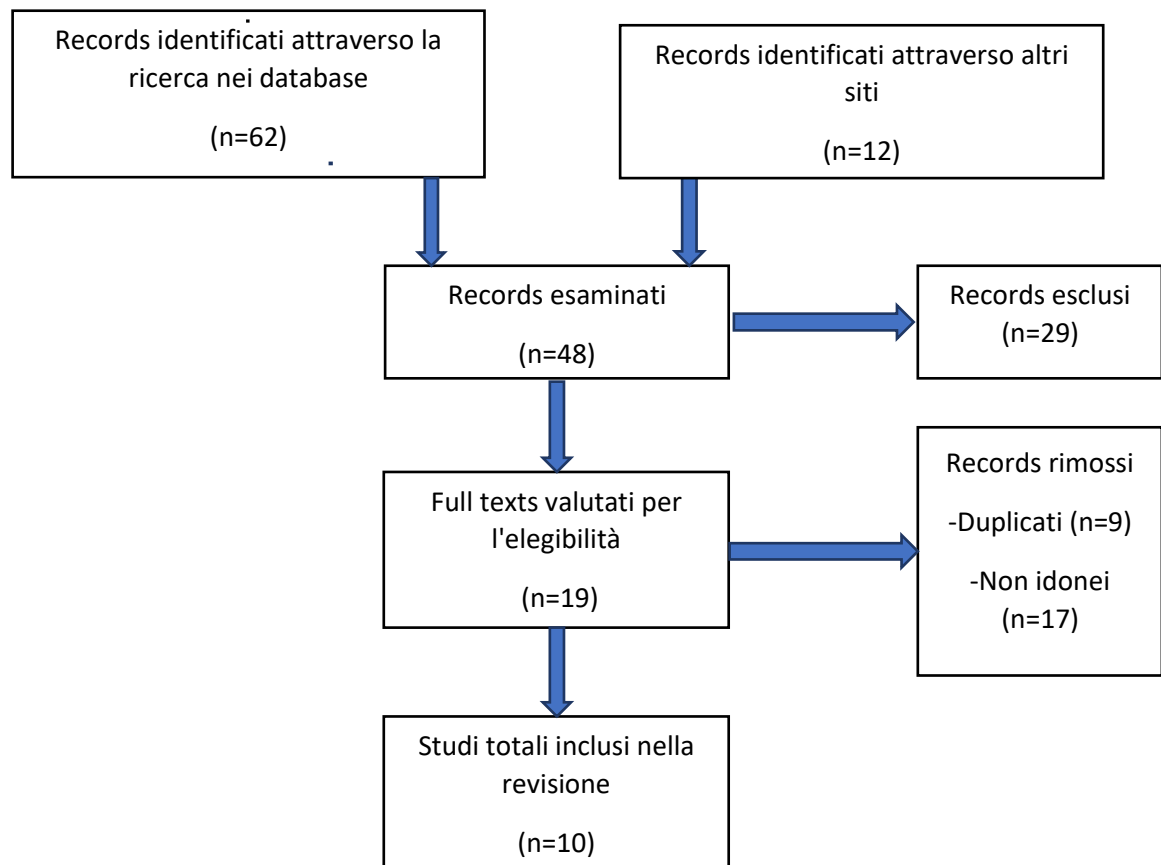 Records identificati attraverso la
ricerca nei database
(n=62)
Records identificati attraverso altri
siti
(n=12)
Records esaminati
(n=48)
Records esclusi
(n=29)
Full texts valutati per
l'elegibilità
(n=19)
Records rimossi
-Duplicati (n=9)
-Non idonei
(n=17)
Studi totali inclusi nella
revisione
(n=10)